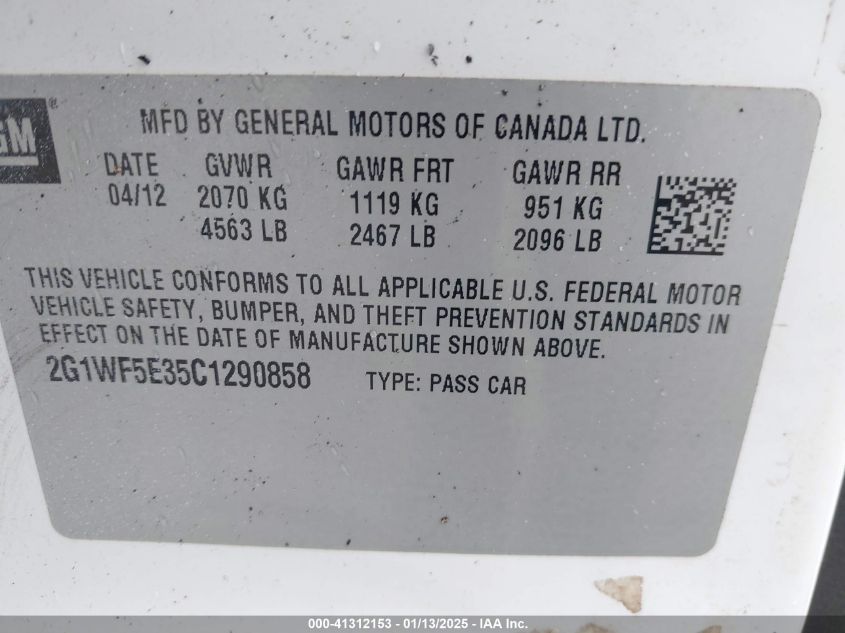 GM®
MFD BY GENERAL MOTORS OF CANADA LTD.
DATE GVWR GAWR FRT GAWR RR
04/12 2070 KG 1119 KG 951 KG
4563 LB 2467 LB 2096 LB
THIS VEHICLE CONFORMS TO ALL APPLICABLE U.S. FEDERAL MOTOR
VEHICLE SAFETY, BUMPER, AND THEFT PREVENTION STANDARDS IN
EFFECT ON THE DATE OF MANUFACTURE SHOWN ABOVE.
2G1WF5E35C1290858 TYPE: PASS CAR
000-41312153 - 01/13/2025 - IAA Inc.